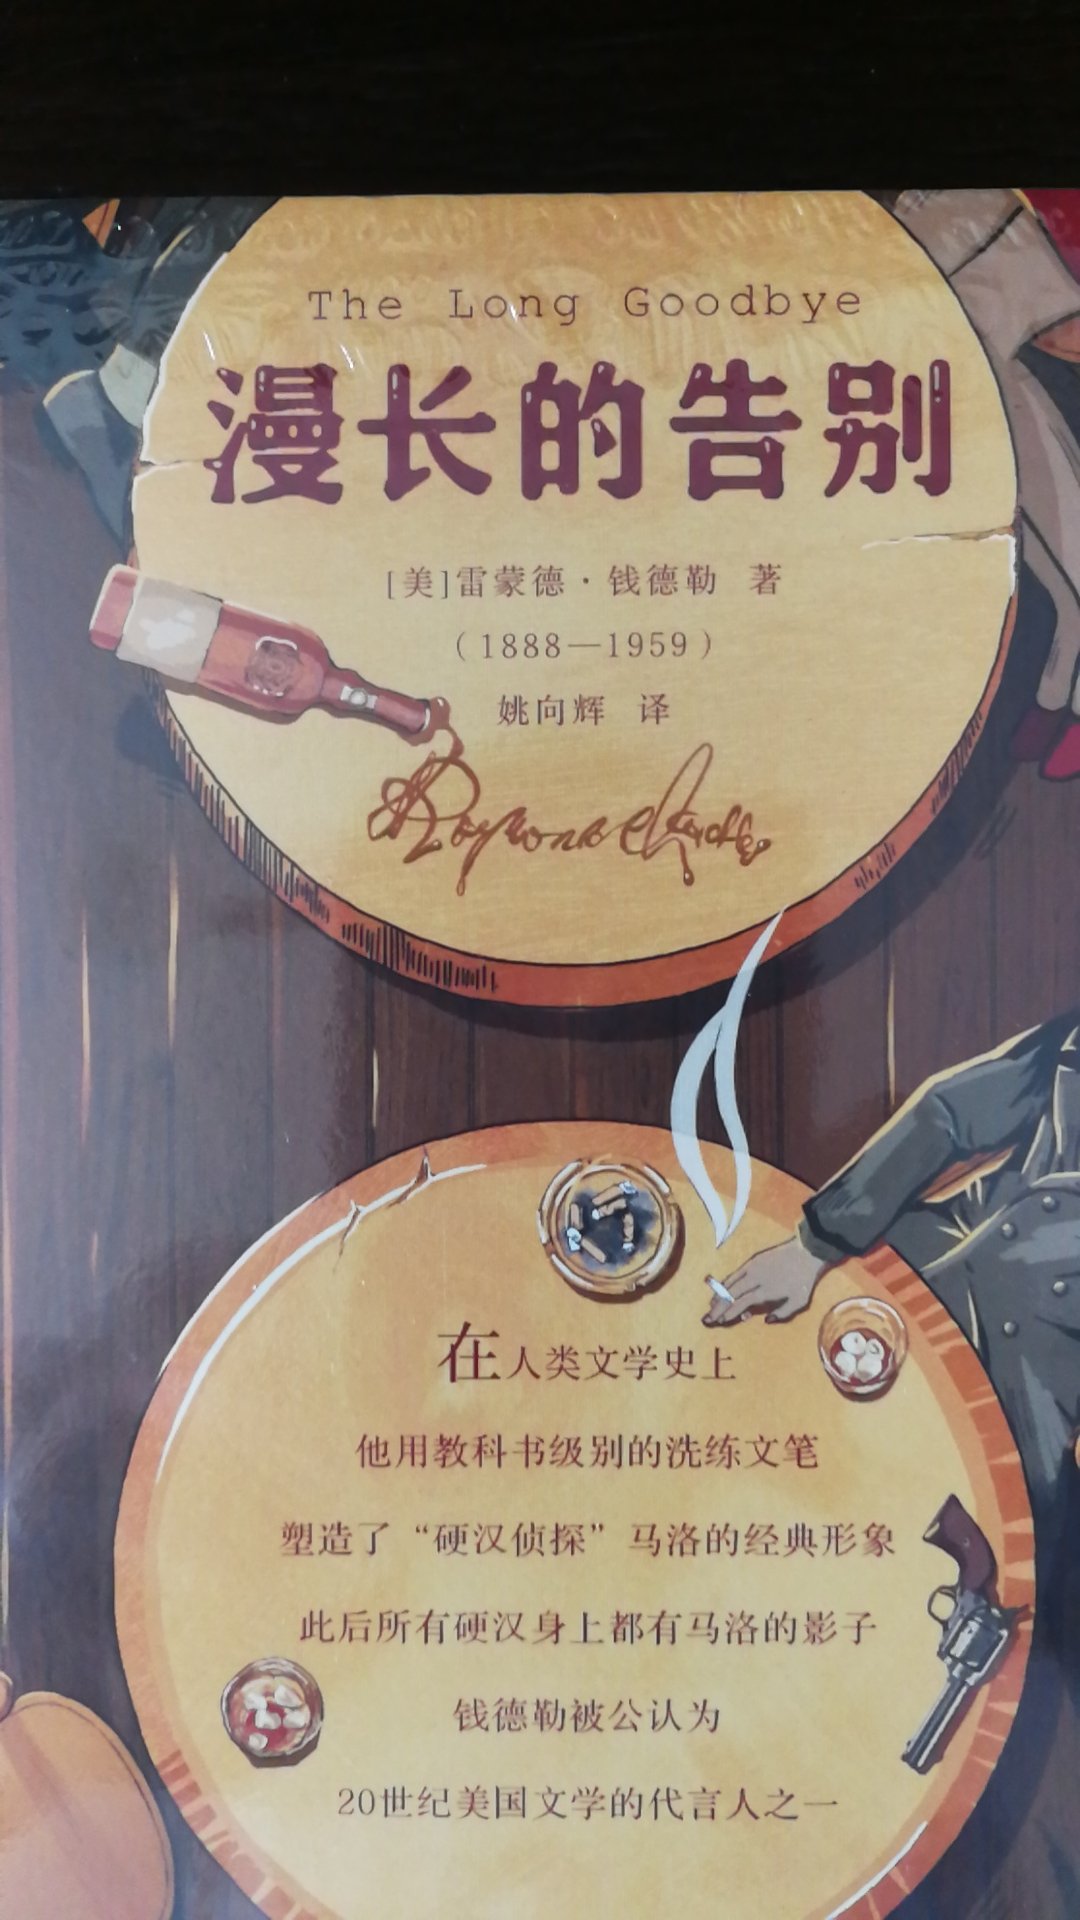 The Long Goodbye
漫长的告别
[美]雷蒙德·钱德勒 著
(1888—1959)
姚向辉 译
Raymond Chandler
在人类文学史上
他用教科书级别的洗练文笔
塑造了“硬汉侦探”马洛的经典形象
此后所有硬汉身上都有马洛的影子
钱德勒被公认为
20世纪美国文学的代言人之一